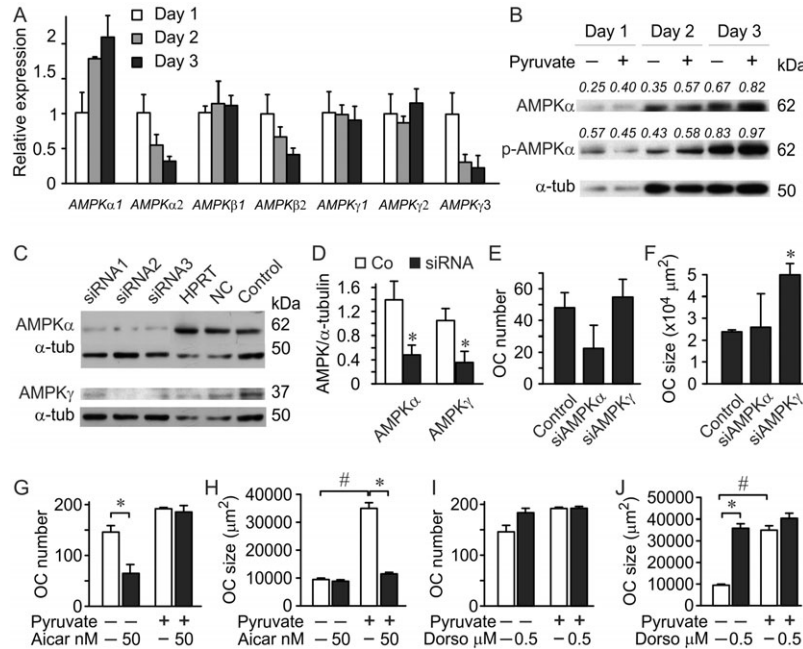 A
Day 1
Day 2
Day 3
Relative expression
2
1.5
1
0.5
0
AMPKα1 AMPKα2 AMPKβ1 AMPKβ2 AMPKγ1 AMPKγ2 AMPKγ3
B
Day 1 Day 2 Day 3
Pyruvate − + − + − + kDa
0.25 0.40 0.35 0.57 0.67 0.82
AMPKα 62
0.57 0.45 0.43 0.58 0.83 0.97
p-AMPKα 62
α-tub 50
C
siRNA1 siRNA2 siRNA3 HPRT NC Control
kDa
AMPKα 62
α-tub 50
AMPKγ 37
α-tub 50
D
Co siRNA
AMPK/α-tubulin
1.6
1.2
0.8
0.4
0
* *
AMPKα AMPKγ
E
OC number
80
60
40
20
0
Control siAMPKα siAMPKγ
F
OC size (x10⁴ μm²)
6
4
2
0
*
Control siAMPKα siAMPKγ
G
OC number
200
100
0
*
Pyruvate − − + +
Aicar nM − 50 − 50
H
OC size (μm²)
40000
30000
20000
10000
0
# *
Pyruvate − − + +
Aicar nM − 50 − 50
I
OC number
200
100
0
Pyruvate − − + +
Dorso μM − 0.5 − 0.5
J
OC size (μm²)
50000
40000
30000
20000
10000
0
#
*
Pyruvate − − + +
Dorso μM − 0.5 − 0.5